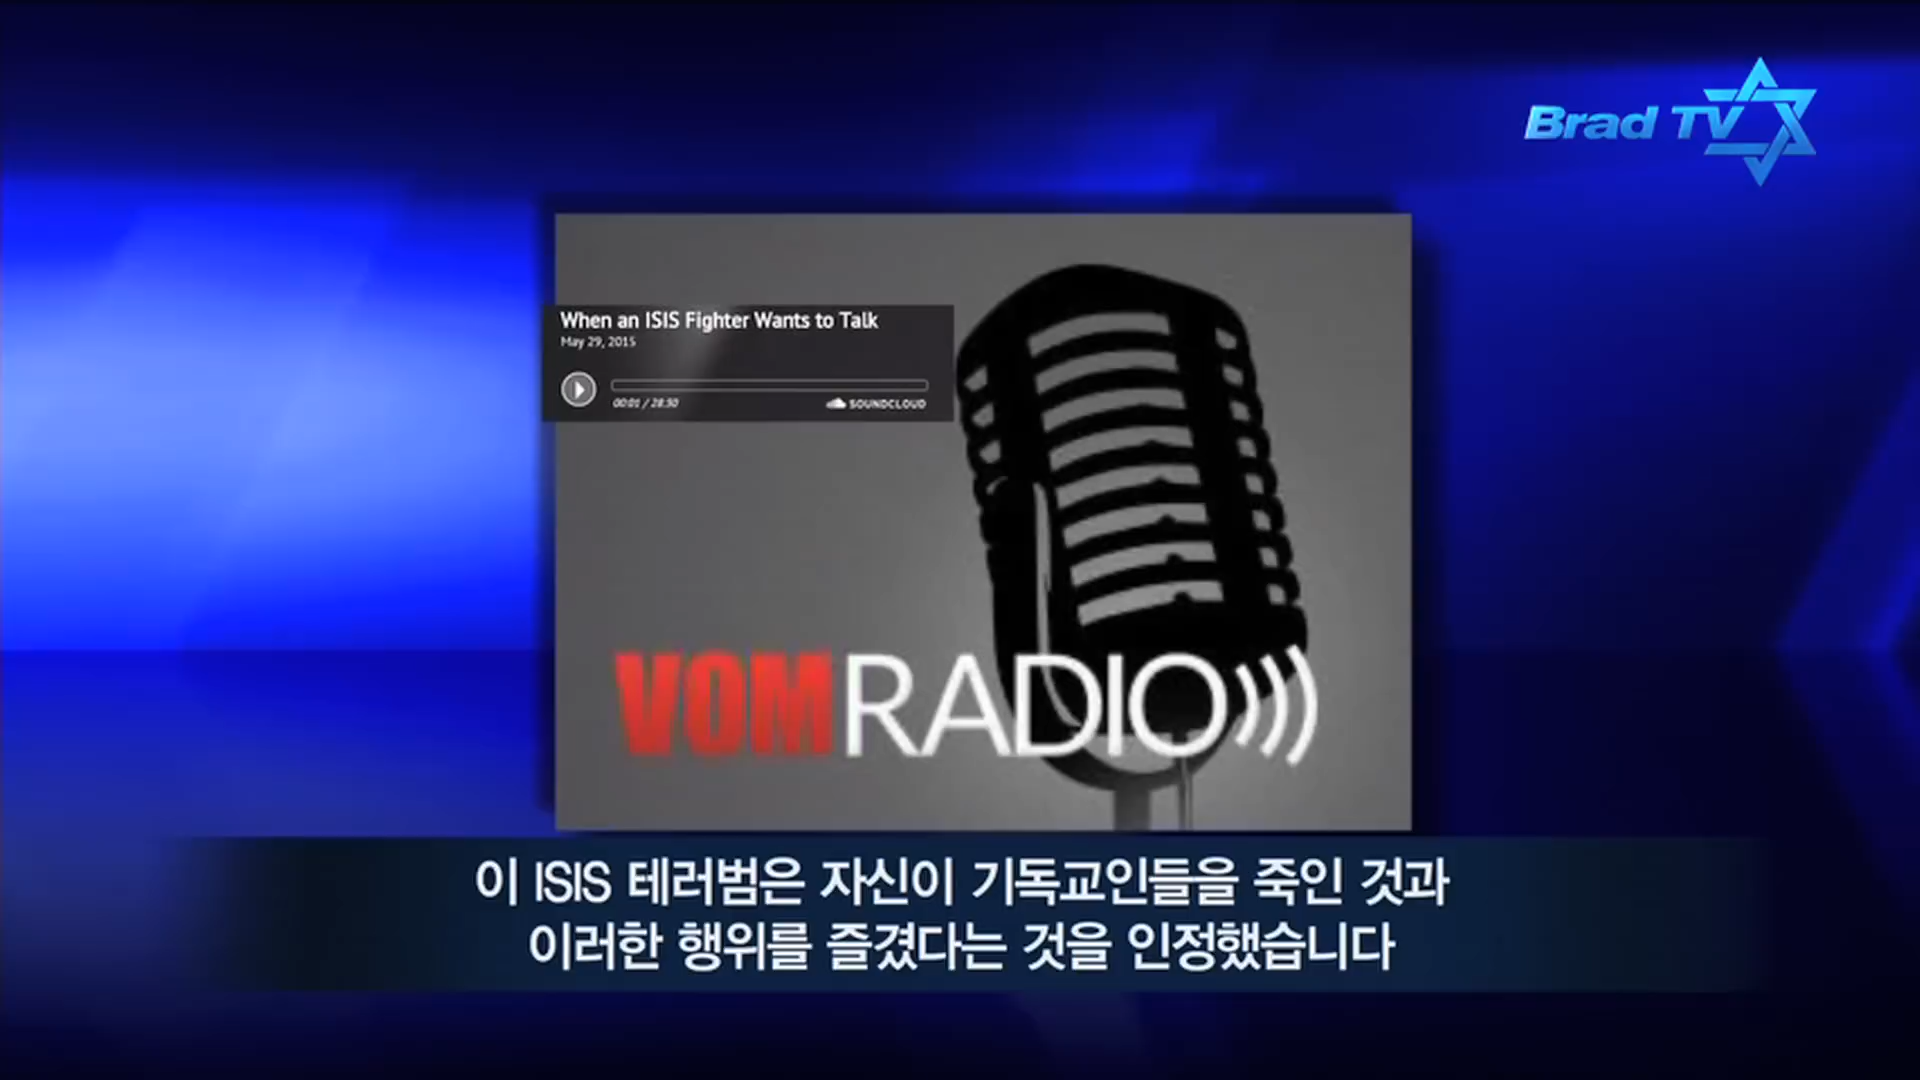 Brad TV
When an ISIS Fighter Wants to Talk
May 29, 2015
00:01 / 28:50
SOUNDCLOUD
VOMRADIO
이 ISIS 테러범은 자신이 기독교인들을 죽인 것과
이러한 행위를 즐겼다는 것을 인정했습니다